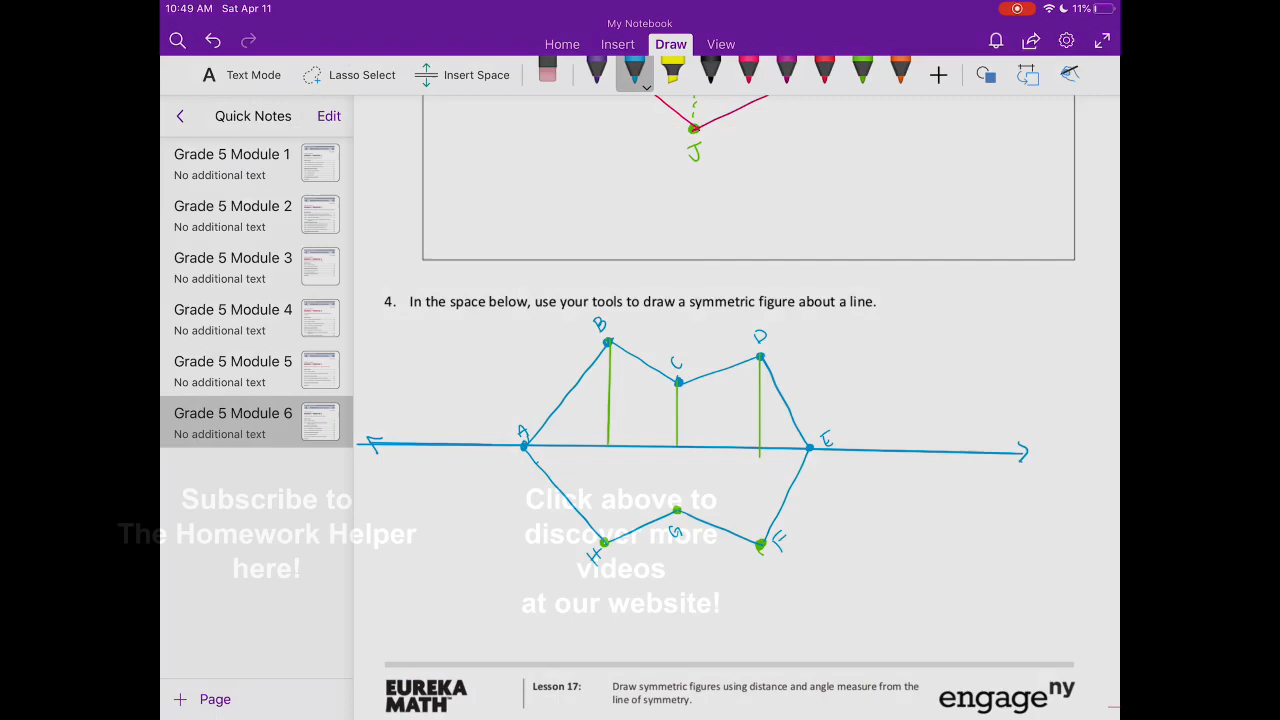 10:49 AM Sat Apr 11
11%
My Notebook
Home Insert Draw View
A Text Mode Lasso Select Insert Space
Quick Notes Edit
Grade 5 Module 1
No additional text
Grade 5 Module 2
No additional text
Grade 5 Module 3
No additional text
Grade 5 Module 4
No additional text
Grade 5 Module 5
No additional text
Grade 5 Module 6
No additional text
Page
J
4. In the space below, use your tools to draw a symmetric figure about a line.
B
D
C
A
E
G
H
F
Subscribe to
The Homework Helper
here!
Click above to
discover more
videos
at our website!
EUREKA
MATH™
Lesson 17:
Draw symmetric figures using distance and angle measure from the
line of symmetry.
engageny